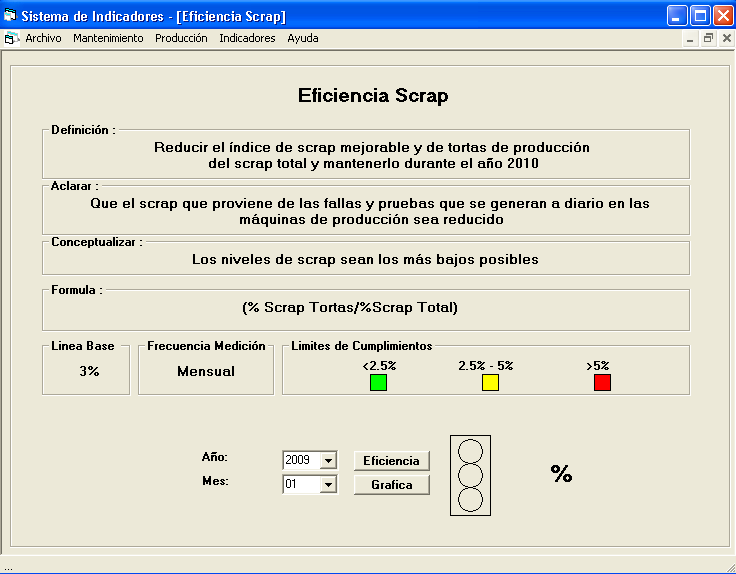 Sistema de Indicadores - [Eficiencia Scrap]
Archivo Mantenimiento Producción Indicadores Ayuda
Eficiencia Scrap
Definición :
Reducir el índice de scrap mejorable y de tortas de producción
del scrap total y mantenerlo durante el año 2010
Aclarar :
Que el scrap que proviene de las fallas y pruebas que se generan a diario en las
máquinas de producción sea reducido
Conceptualizar :
Los niveles de scrap sean los más bajos posibles
Formula :
(% Scrap Tortas/%Scrap Total)
Linea Base
3%
Frecuencia Medición
Mensual
Limites de Cumplimientos
<2.5% 2.5% - 5% >5%
Año: 2009 Eficiencia
Mes: 01 Grafica
%
...